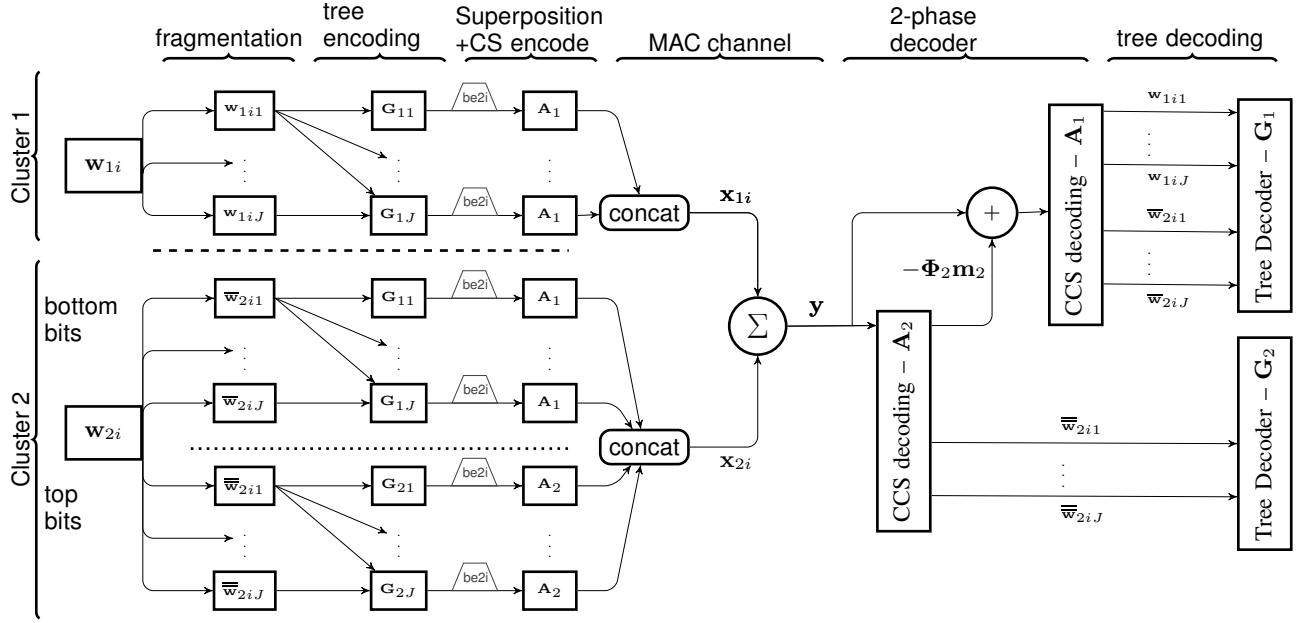 fragmentation
tree
encoding
Superposition
+CS encode
MAC channel
2-phase
decoder
tree decoding
Cluster 1
w₁ᵢ
w₁ᵢ₁
G₁₁
be2i
A₁
w₁ᵢJ
G₁J
be2i
A₁
concat
x₁ᵢ
Cluster 2
bottom
bits
top
bits
w₂ᵢ
w̅₂ᵢ₁
G₁₁
be2i
A₁
w̅₂ᵢJ
G₁J
be2i
A₁
w̿₂ᵢ₁
G₂₁
be2i
A₂
w̿₂ᵢJ
G₂J
be2i
A₂
concat
x₂ᵢ
∑
y
CCS decoding – A₂
−Φ₂m₂
+
CCS decoding – A₁
w₁ᵢ₁
w₁ᵢJ
w̅₂ᵢ₁
w̅₂ᵢJ
Tree Decoder – G₁
w̿₂ᵢ₁
w̿₂ᵢJ
Tree Decoder – G₂